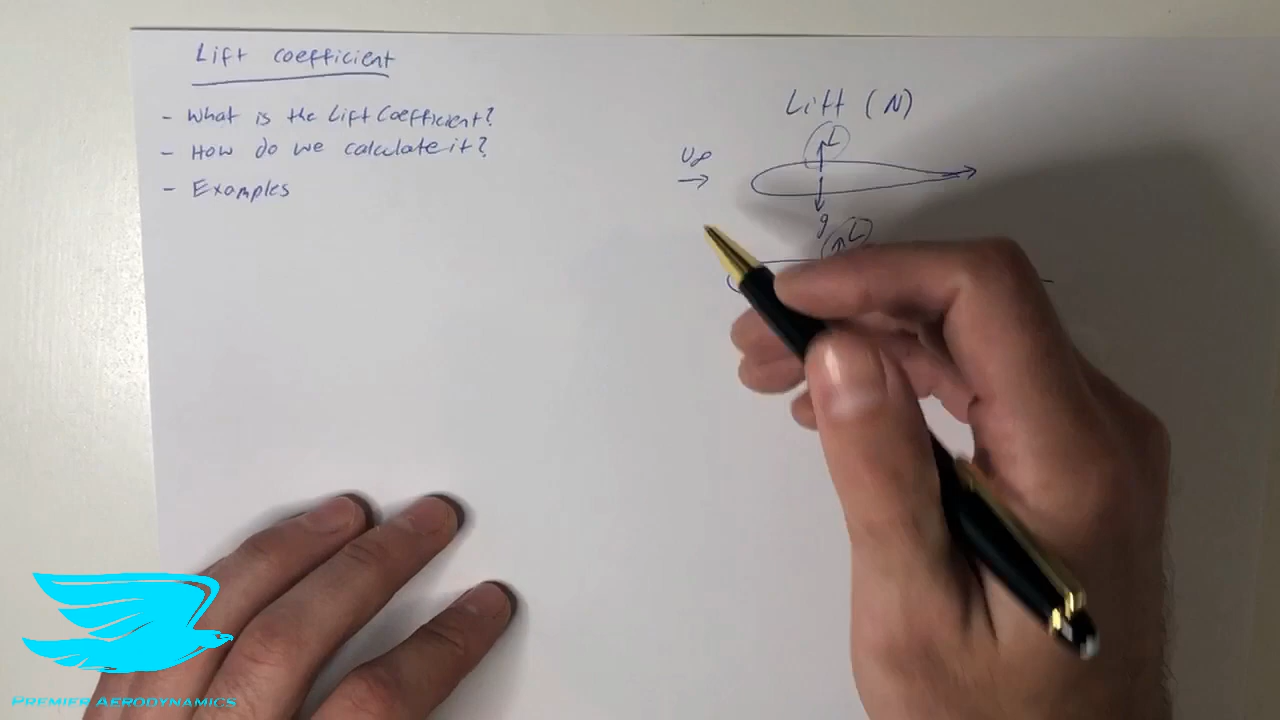 Lift coefficient
- What is the Lift Coefficient?
- How do we calculate it?
- Examples
Lift (N)
L
U∞
g
L
PREMIER AERODYNAMICS